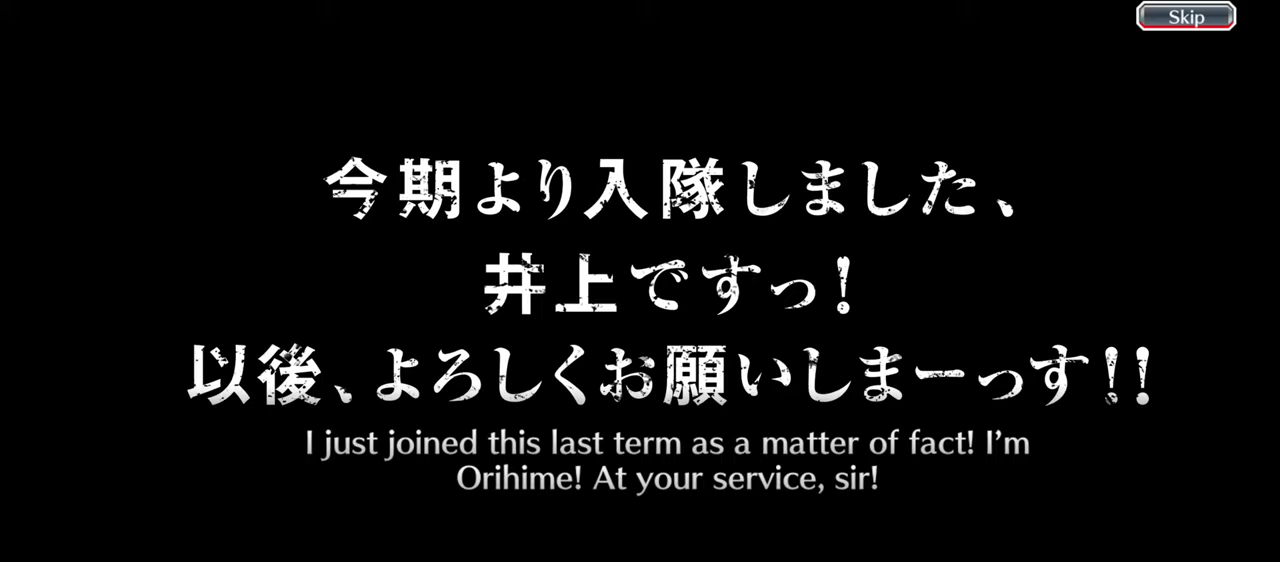 Skip
今期より入隊しました、
井上ですっ!
以後、よろしくお願いしまーっす!!
I just joined this last term as a matter of fact! I'm
Orihime! At your service, sir!